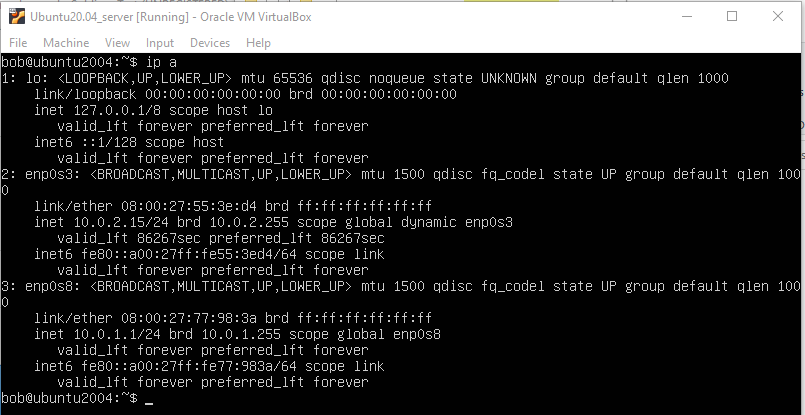 Ubuntu20.04_server [Running] - Oracle VM VirtualBox
File Machine View Input Devices Help
bob@ubuntu2004:~$ ip a
1: lo: <LOOPBACK,UP,LOWER_UP> mtu 65536 qdisc noqueue state UNKNOWN group default qlen 1000
    link/loopback 00:00:00:00:00:00 brd 00:00:00:00:00:00
    inet 127.0.0.1/8 scope host lo
       valid_lft forever preferred_lft forever
    inet6 ::1/128 scope host
       valid_lft forever preferred_lft forever
2: enp0s3: <BROADCAST,MULTICAST,UP,LOWER_UP> mtu 1500 qdisc fq_codel state UP group default qlen 100
0
    link/ether 08:00:27:55:3e:d4 brd ff:ff:ff:ff:ff:ff
    inet 10.0.2.15/24 brd 10.0.2.255 scope global dynamic enp0s3
       valid_lft 86267sec preferred_lft 86267sec
    inet6 fe80::a00:27ff:fe55:3ed4/64 scope link
       valid_lft forever preferred_lft forever
3: enp0s8: <BROADCAST,MULTICAST,UP,LOWER_UP> mtu 1500 qdisc fq_codel state UP group default qlen 100
0
    link/ether 08:00:27:77:98:3a brd ff:ff:ff:ff:ff:ff
    inet 10.0.1.1/24 brd 10.0.1.255 scope global enp0s8
       valid_lft forever preferred_lft forever
    inet6 fe80::a00:27ff:fe77:983a/64 scope link
       valid_lft forever preferred_lft forever
bob@ubuntu2004:~$ _